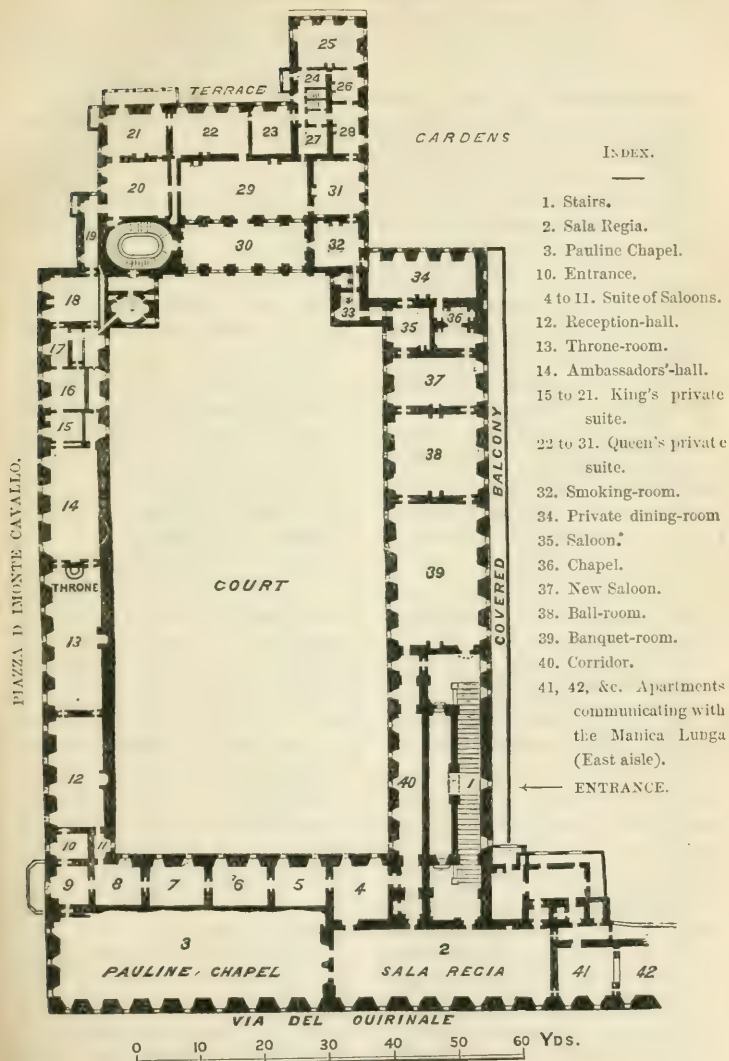 25
24
26
TERRACE
21
22
23
27
28
GARDENS
20
29
31
19
30
32
18
33
34
17
35
36
16
37
15
38
14
39
THRONE
COURT
COVERED BALCONY
PIAZZA D IMONTE CAVALLO.
13
12
40
1
10
11
9
8
7
6
5
4
3
PAULINE CHAPEL
2
SALA REGIA
41
42
VIA DEL QUIRINALE
0 10 20 30 40 50 60 YDS.
INDEX.
1. Stairs.
2. Sala Regia.
3. Pauline Chapel.
10. Entrance.
4 to 11. Suite of Saloons.
12. Reception-hall.
13. Throne-room.
14. Ambassadors'-hall.
15 to 21. King's private
suite.
22 to 31. Queen's private
suite.
32. Smoking-room.
34. Private dining-room
35. Saloon.
36. Chapel.
37. New Saloon.
38. Ball-room.
39. Banquet-room.
40. Corridor.
41, 42, &c. Apartments
communicating with
the Manica Lunga
(East aisle).
ENTRANCE.